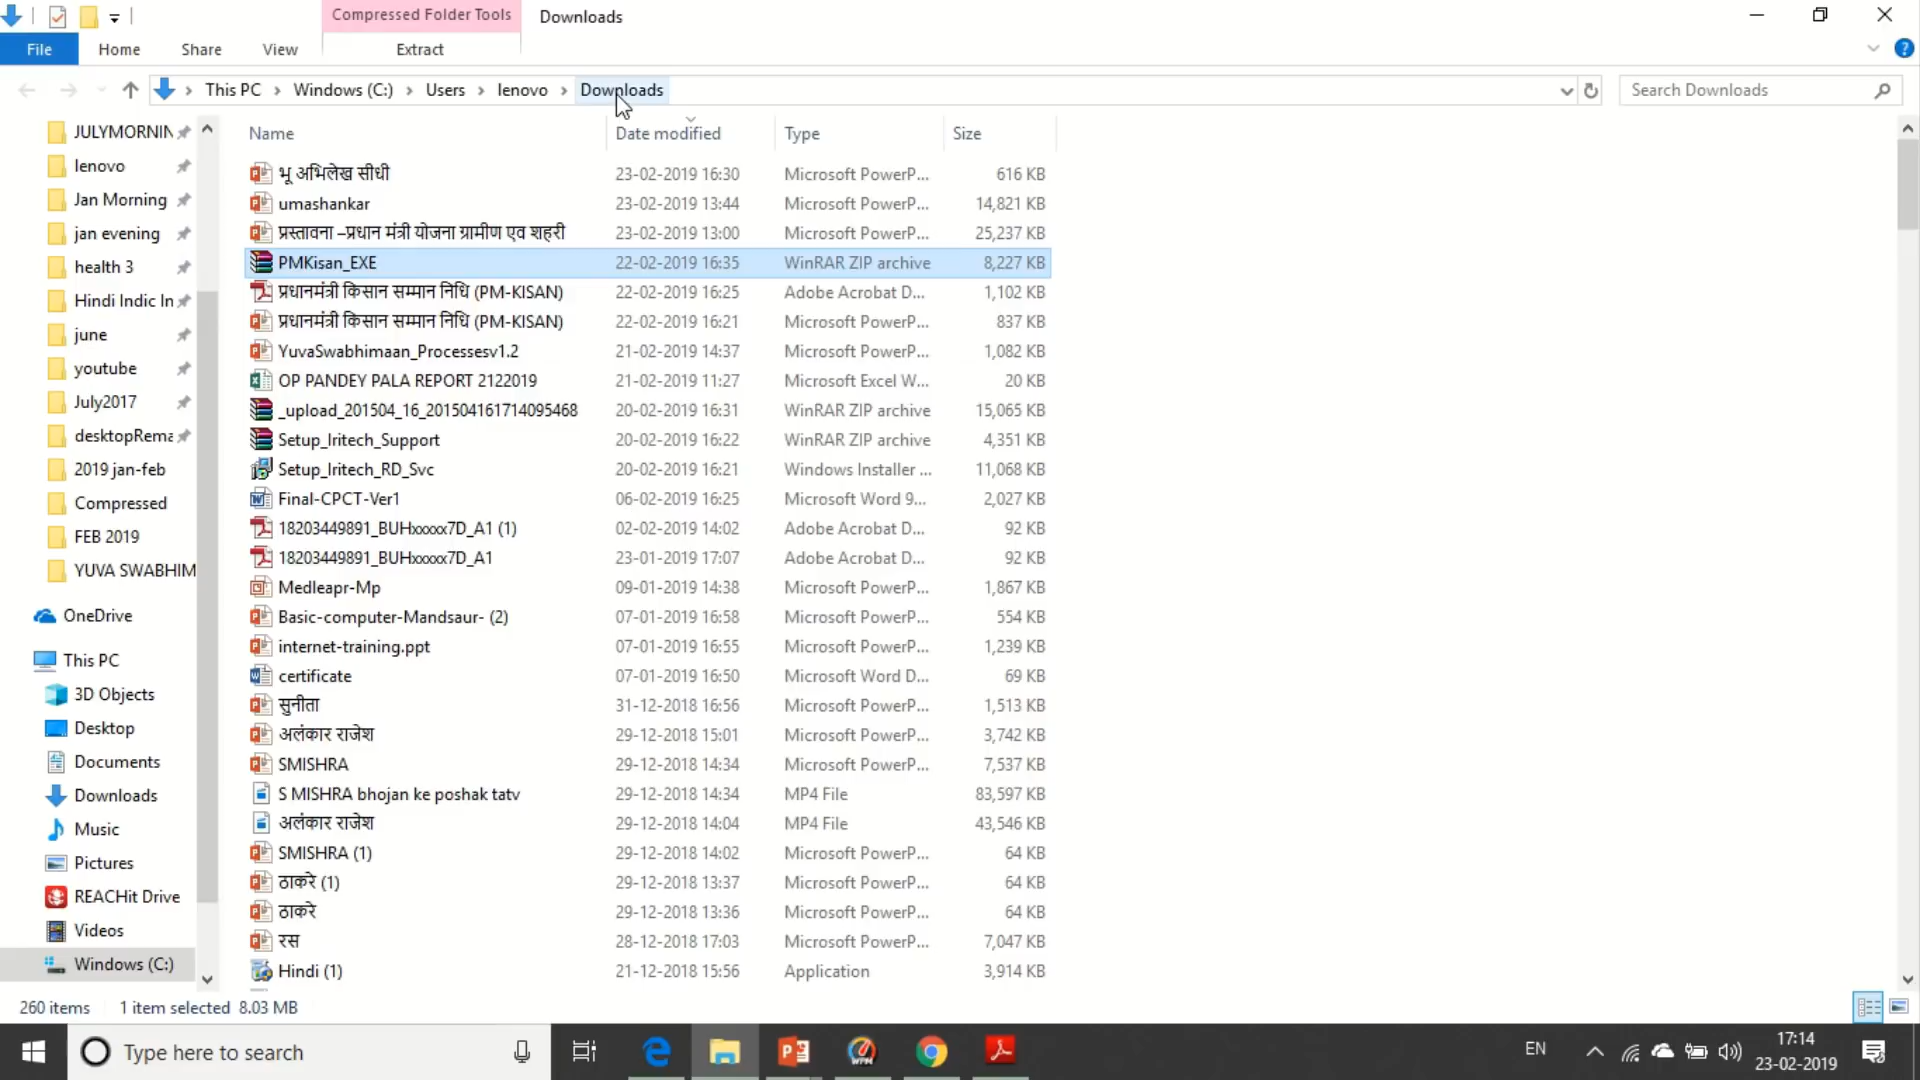 Compressed Folder Tools Downloads
File Home Share View Extract
This PC Windows (C:) Users lenovo Downloads Search Downloads
Name Date modified Type Size
JULYMORNIN
lenovo
Jan Morning
jan evening
health 3
Hindi Indic In
june
youtube
July2017
desktopRema
2019 jan-feb
Compressed
FEB 2019
YUVA SWABHIM
OneDrive
This PC
3D Objects
Desktop
Documents
Downloads
Music
Pictures
REACHit Drive
Videos
Windows (C:)
भू अभिलेख सीधी 23-02-2019 16:30 Microsoft PowerP... 616 KB
umashankar 23-02-2019 13:44 Microsoft PowerP... 14,821 KB
प्रस्तावना –प्रधान मंत्री योजना ग्रामीण एव शहरी 23-02-2019 13:00 Microsoft PowerP... 25,237 KB
PMKisan_EXE 22-02-2019 16:35 WinRAR ZIP archive 8,227 KB
प्रधानमंत्री किसान सम्मान निधि (PM-KISAN) 22-02-2019 16:25 Adobe Acrobat D... 1,102 KB
प्रधानमंत्री किसान सम्मान निधि (PM-KISAN) 22-02-2019 16:21 Microsoft PowerP... 837 KB
YuvaSwabhimaan_Processesv1.2 21-02-2019 14:37 Microsoft PowerP... 1,082 KB
OP PANDEY PALA REPORT 2122019 21-02-2019 11:27 Microsoft Excel W... 20 KB
_upload_201504_16_201504161714095468 20-02-2019 16:31 WinRAR ZIP archive 15,065 KB
Setup_Iritech_Support 20-02-2019 16:22 WinRAR ZIP archive 4,351 KB
Setup_Iritech_RD_Svc 20-02-2019 16:21 Windows Installer ... 11,068 KB
Final-CPCT-Ver1 06-02-2019 16:25 Microsoft Word 9... 2,027 KB
18203449891_BUHxxxxx7D_A1 (1) 02-02-2019 14:02 Adobe Acrobat D... 92 KB
18203449891_BUHxxxxx7D_A1 23-01-2019 17:07 Adobe Acrobat D... 92 KB
Medleapr-Mp 09-01-2019 14:38 Microsoft PowerP... 1,867 KB
Basic-computer-Mandsaur- (2) 07-01-2019 16:58 Microsoft PowerP... 554 KB
internet-training.ppt 07-01-2019 16:55 Microsoft PowerP... 1,239 KB
certificate 07-01-2019 16:50 Microsoft Word D... 69 KB
सुनीता 31-12-2018 16:56 Microsoft PowerP... 1,513 KB
अलंकार राजेश 29-12-2018 15:01 Microsoft PowerP... 3,742 KB
SMISHRA 29-12-2018 14:34 Microsoft PowerP... 7,537 KB
S MISHRA bhojan ke poshak tatv 29-12-2018 14:34 MP4 File 83,597 KB
अलंकार राजेश 29-12-2018 14:04 MP4 File 43,546 KB
SMISHRA (1) 29-12-2018 14:02 Microsoft PowerP... 64 KB
ठाकरे (1) 29-12-2018 13:37 Microsoft PowerP... 64 KB
ठाकरे 29-12-2018 13:36 Microsoft PowerP... 64 KB
रस 28-12-2018 17:03 Microsoft PowerP... 7,047 KB
Hindi (1) 21-12-2018 15:56 Application 3,914 KB
260 items 1 item selected 8.03 MB
Type here to search EN 17:14
23-02-2019